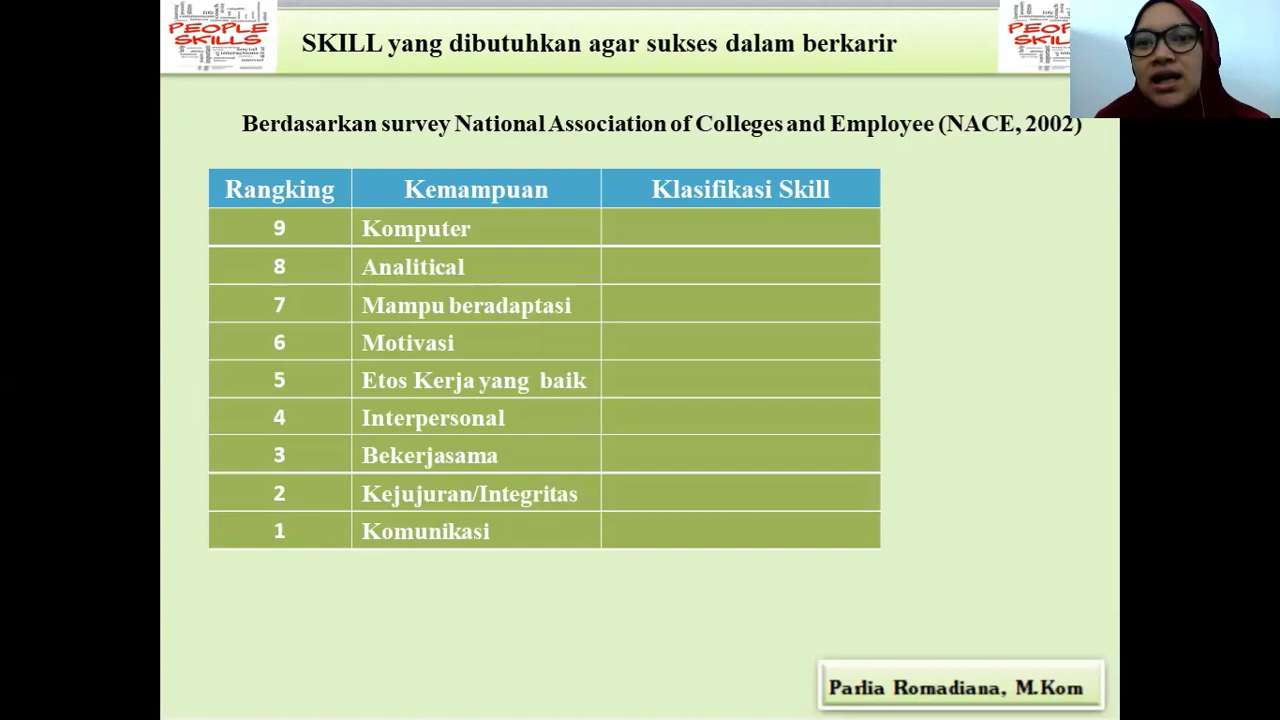 PEOPLE SKILLS
SKILL yang dibutuhkan agar sukses dalam berkarir
Berdasarkan survey National Association of Colleges and Employee (NACE, 2002)
Rangking Kemampuan Klasifikasi Skill
9 Komputer
8 Analitical
7 Mampu beradaptasi
6 Motivasi
5 Etos Kerja yang baik
4 Interpersonal
3 Bekerjasama
2 Kejujuran/Integritas
1 Komunikasi
Parlia Romadiana, M.Kom